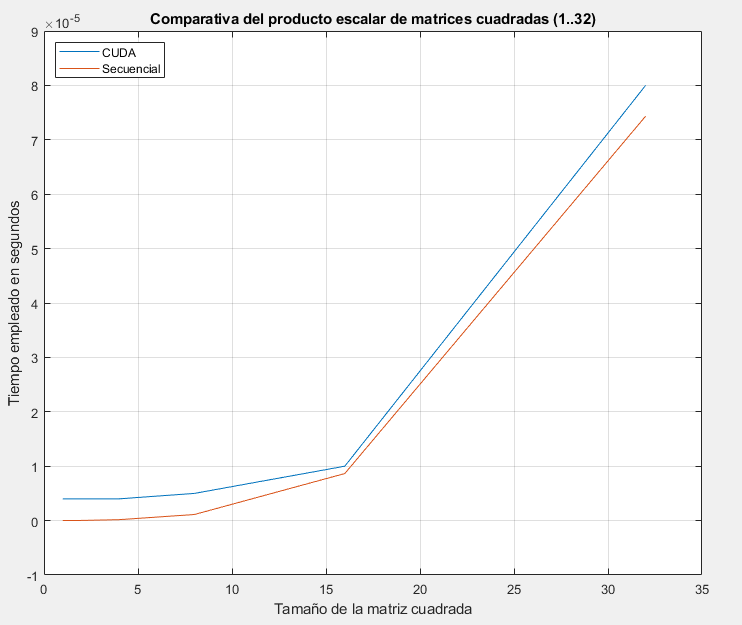 Comparativa del producto escalar de matrices cuadradas (1..32)
×10-5
CUDA
Secuencial
9
8
7
6
5
4
3
2
1
0
-1
Tiempo empleado en segundos
0 5 10 15 20 25 30 35
Tamaño de la matriz cuadrada